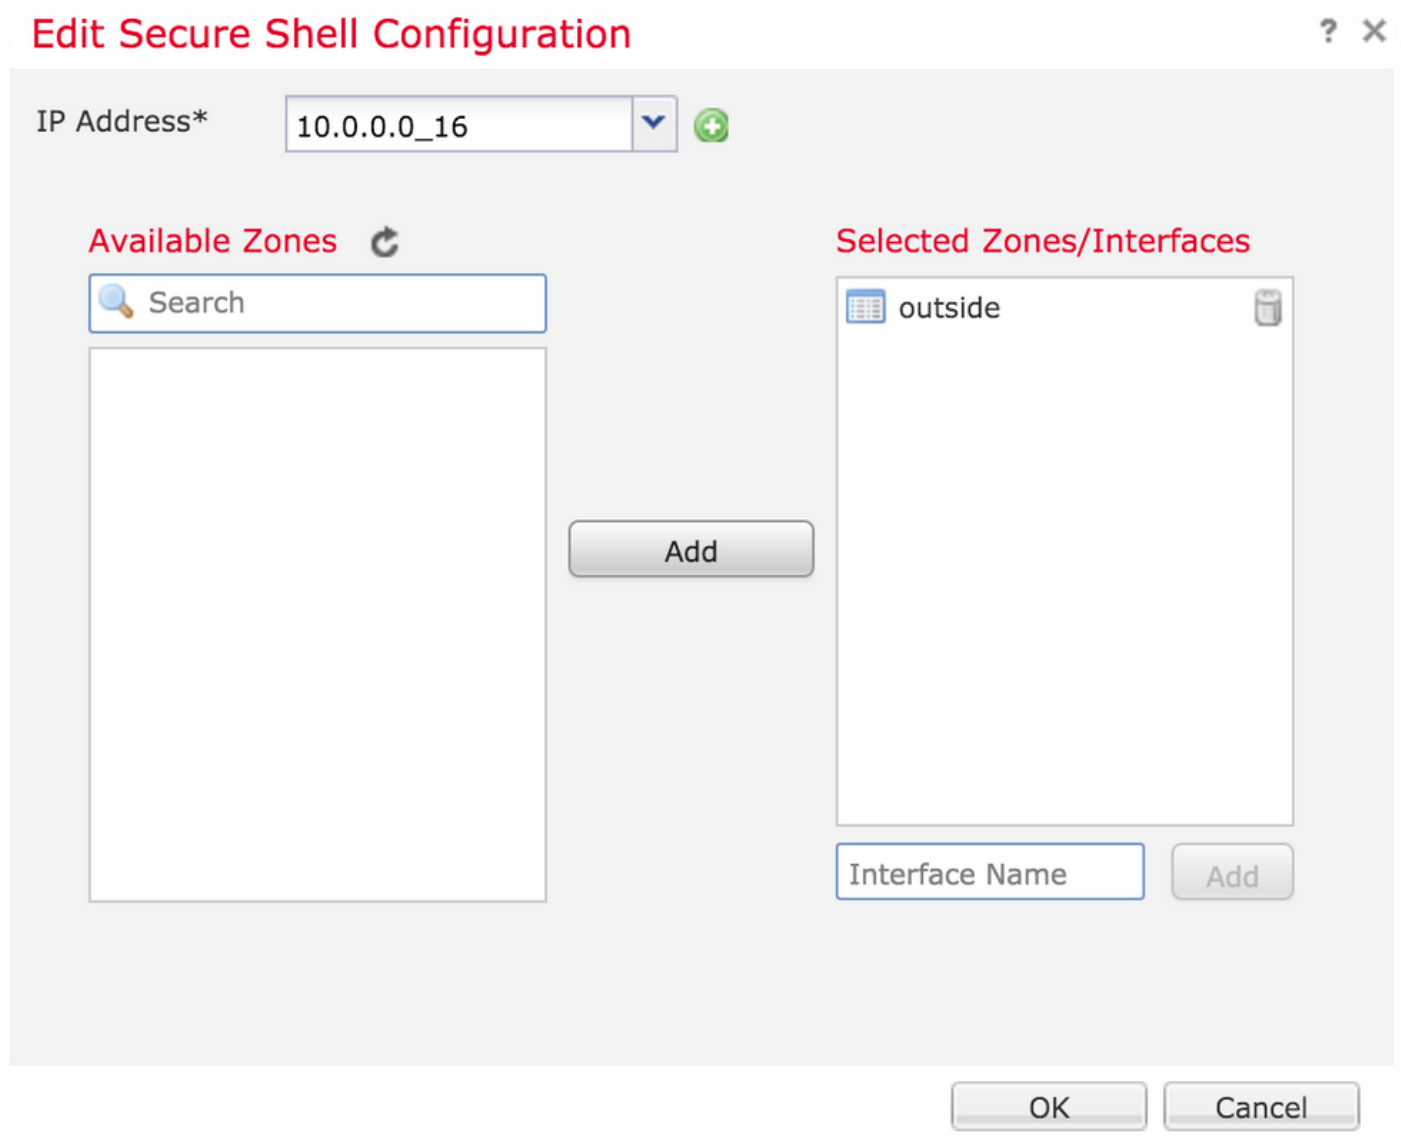 Edit Secure Shell Configuration
?
IP Address*
10.0.0.0_16
Available Zones
Search
Add
Selected Zones/Interfaces
outside
Interface Name
Add
OK
Cancel